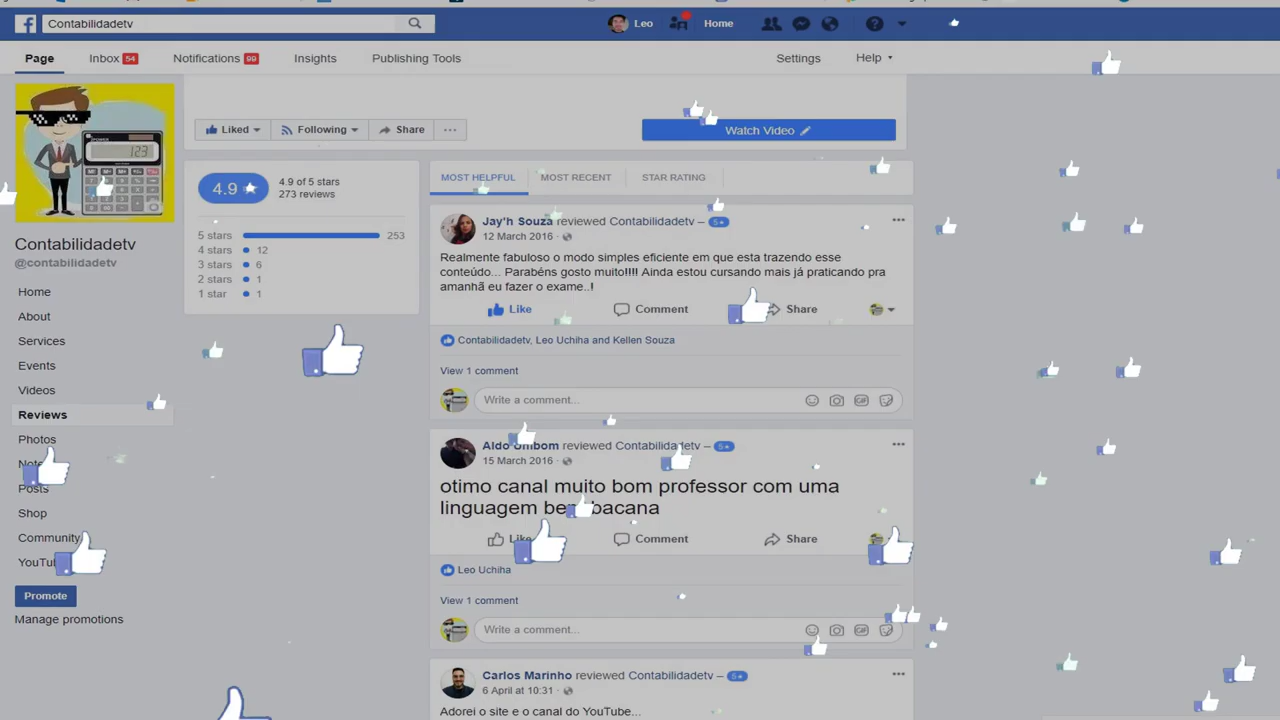 Contabilidadetv
Leo
Home
Page
Inbox 54
Notifications 99
Insights
Publishing Tools
Settings
Help
Liked
Following
Share
Watch Video
4.9
4.9 of 5 stars
273 reviews
5 stars 253
4 stars 12
3 stars 6
2 stars 1
1 star 1
Contabilidadetv
@contabilidadetv
Home
About
Services
Events
Videos
Reviews
Photos
Posts
Shop
Community
Promote
Manage promotions
MOST HELPFUL
MOST RECENT
STAR RATING
Jay'h Souza reviewed Contabilidadetv – 5
12 March 2016
Realmente fabuloso o modo simples eficiente em que esta trazendo esse
conteúdo... Parabéns gosto muito!!!! Ainda estou cursando mais já praticando pra
amanhã eu fazer o exame..!
Like
Comment
Share
Contabilidadetv, Leo Uchiha and Kellen Souza
View 1 comment
Write a comment...
Aldo reviewed Contabilidadetv – 5
15 March 2016
otimo canal muito bom professor com uma
linguagem bem bacana
Like
Comment
Share
Leo Uchiha
View 1 comment
Write a comment...
Carlos Marinho reviewed Contabilidadetv – 5
6 April at 10:31
Adorei o site e o canal do YouTube...